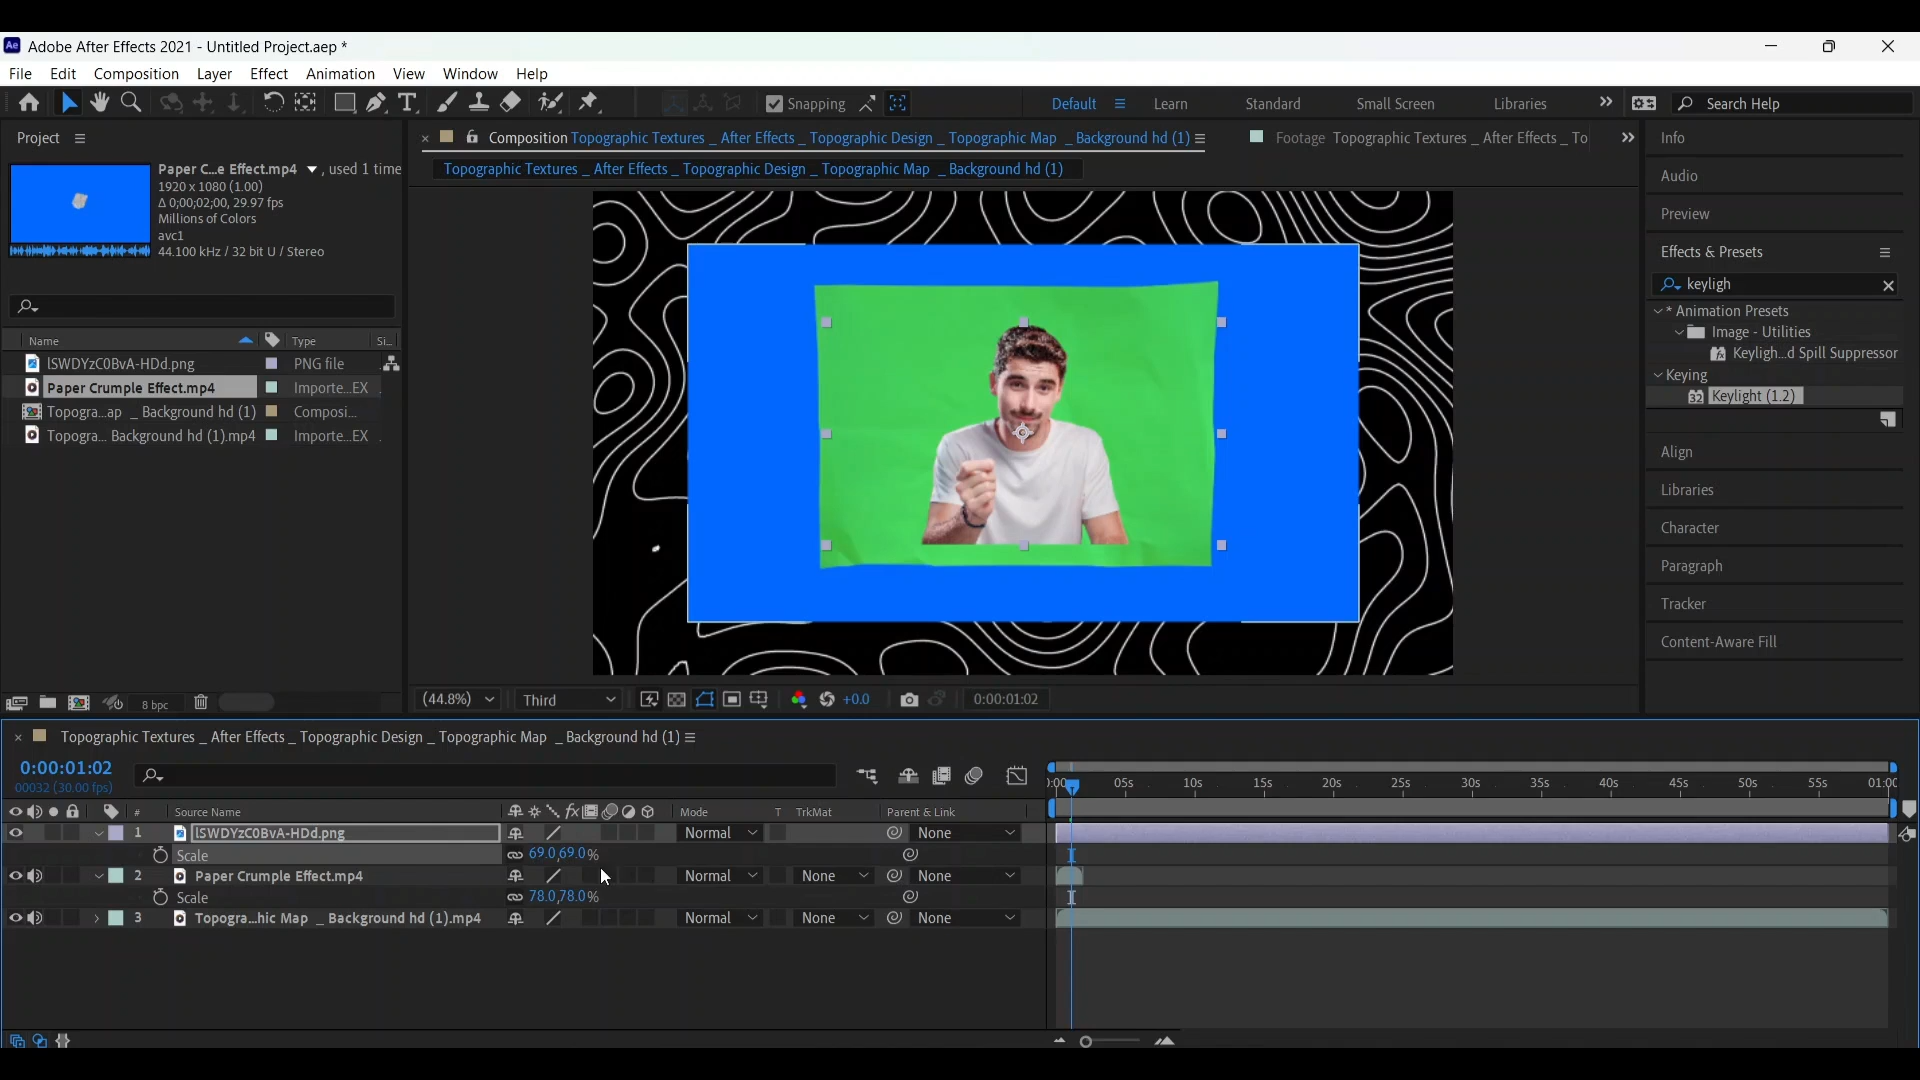 Ae Adobe After Effects 2021 - Untitled Project.aep *
File Edit Composition Layer Effect Animation View Window Help
Snapping Default Learn Standard Small Screen Libraries Search Help
Project
Composition Topographic Textures _ After Effects _ Topographic Design _ Topographic Map _Background hd (1)
Footage Topographic Textures _ After Effects _ To
Topographic Textures _ After Effects _ Topographic Design _ Topographic Map _Background hd (1)
Paper C...e Effect.mp4 , used 1 time
1920 x 1080 (1.00)
Δ 0;00;02;00, 29.97 fps
Millions of Colors
avc1
44.100 kHz / 32 bit U / Stereo
Name Type Si...
lSWDYzC0BvA-HDd.png PNG file
Paper Crumple Effect.mp4 Importe...EX
Topogra...ap _ Background hd (1) Composi...
Topogra... Background hd (1).mp4 Importe...EX
8 bpc
(44.8%) Third +0.0 0:00:01:02
Info
Audio
Preview
Effects & Presets
keyligh
* Animation Presets
Image - Utilities
Keyligh...d Spill Suppressor
Keying
32 Keylight (1.2)
Align
Libraries
Character
Paragraph
Tracker
Content-Aware Fill
Topographic Textures _ After Effects _ Topographic Design _ Topographic Map _Background hd (1)
0:00:01:02
00032 (30.00 fps)
):00 05s 10s 15s 20s 25s 30s 35s 40s 45s 50s 55s 01:00
# Source Name fx Mode T TrkMat Parent & Link
1 lSWDYzC0BvA-HDd.png Normal None
Scale 69.0,69.0%
2 Paper Crumple Effect.mp4 Normal None None
Scale 78.0,78.0%
3 Topogra...hic Map _ Background hd (1).mp4 Normal None None